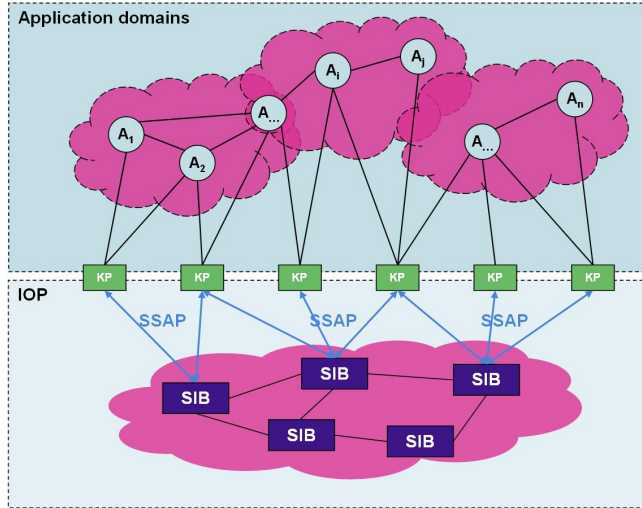 Application domains
A₁
A₂
A...
Aᵢ
Aⱼ
A...
Aₙ
KP
KP
KP
KP
KP
KP
IOP
SSAP
SSAP
SSAP
SIB
SIB
SIB
SIB
SIB